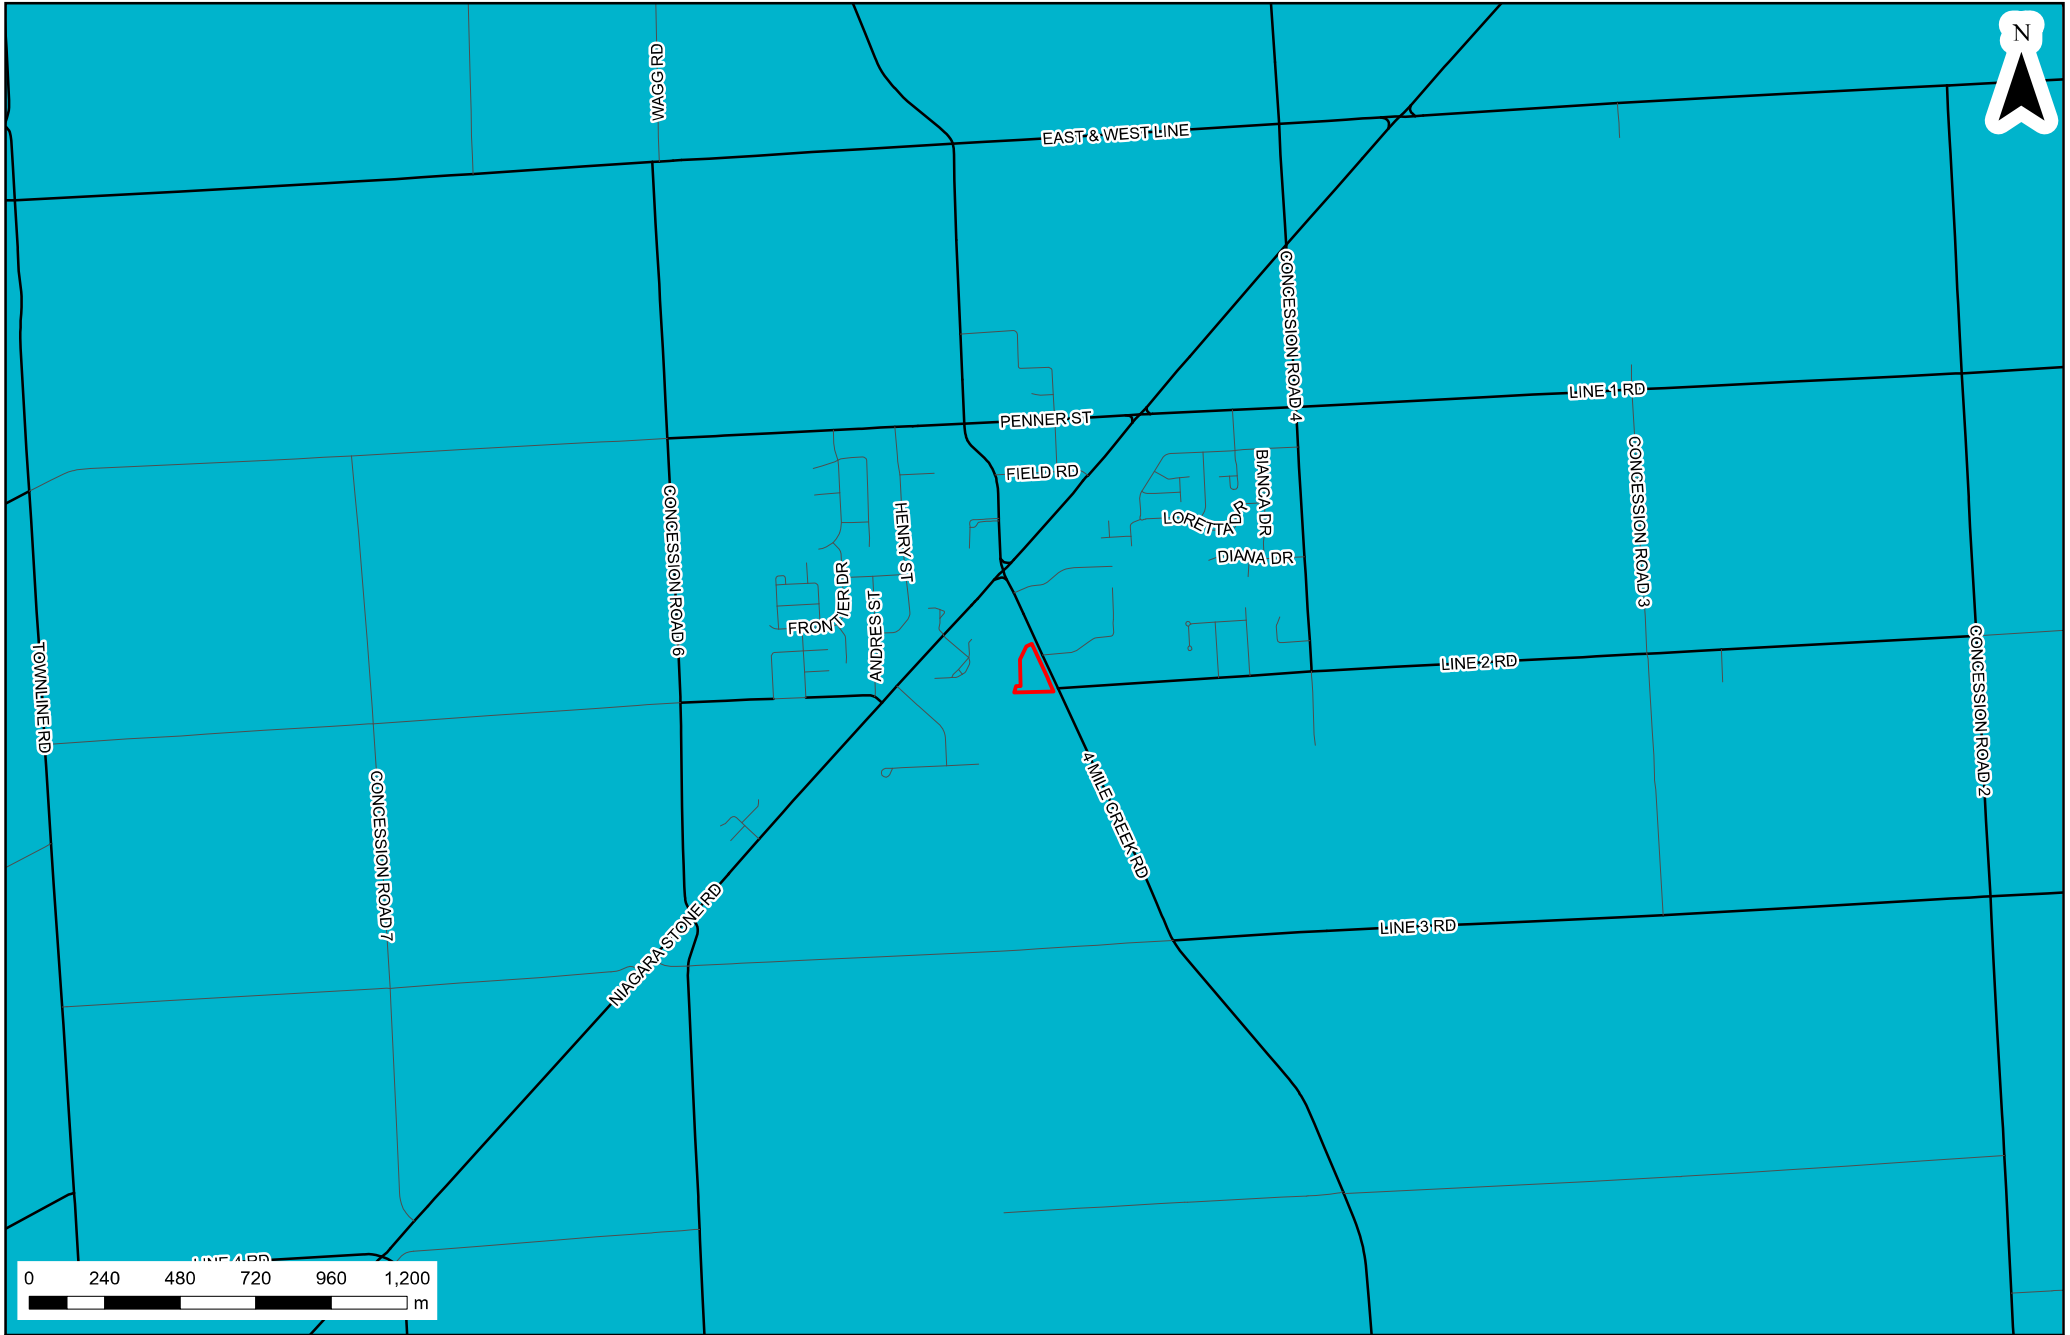 N
WAGG RD
EAST & WEST LINE
CONCESSION ROAD 4
LINE 1 RD
PENNER ST
FIELD RD
BIANCA DR
CONCESSION ROAD 3
CONCESSION ROAD 6
HENRY ST
LORETTA DR
DIANA DR
FRONTIER DR
ANDRES ST
TOWNLINE RD
LINE 2 RD
CONCESSION ROAD 2
4 MILE CREEK RD
CONCESSION ROAD 7
NIAGARA STONE RD
LINE 3 RD
LINE 4 RD
0 240 480 720 960 1,200
m